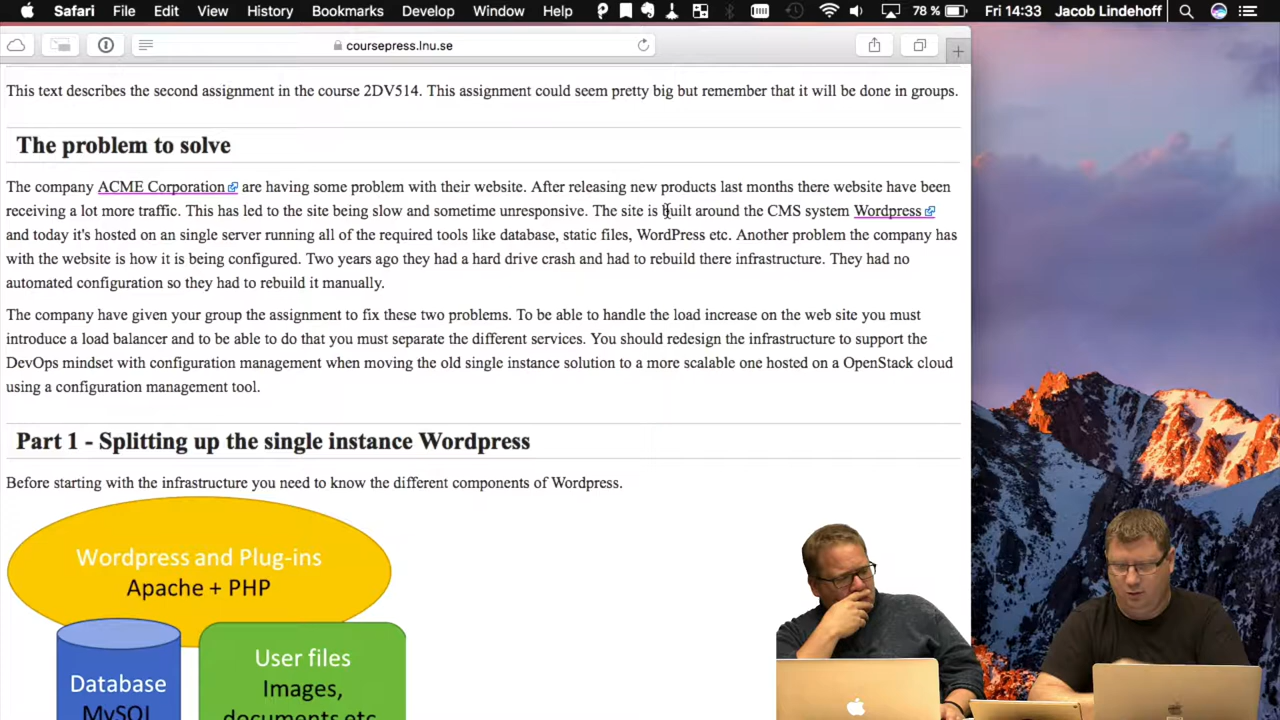 Safari File Edit View History Bookmarks Develop Window Help 78 % Fri 14:33 Jacob Lindehoff
coursepress.lnu.se
This text describes the second assignment in the course 2DV514. This assignment could seem pretty big but remember that it will be done in groups.
The problem to solve
The company ACME Corporation are having some problem with their website. After releasing new products last months there website have been
receiving a lot more traffic. This has led to the site being slow and sometime unresponsive. The site is built around the CMS system Wordpress
and today it's hosted on an single server running all of the required tools like database, static files, WordPress etc. Another problem the company has
with the website is how it is being configured. Two years ago they had a hard drive crash and had to rebuild there infrastructure. They had no
automated configuration so they had to rebuild it manually.
The company have given your group the assignment to fix these two problems. To be able to handle the load increase on the web site you must
introduce a load balancer and to be able to do that you must separate the different services. You should redesign the infrastructure to support the
DevOps mindset with configuration management when moving the old single instance solution to a more scalable one hosted on a OpenStack cloud
using a configuration management tool.
Part 1 - Splitting up the single instance Wordpress
Before starting with the infrastructure you need to know the different components of Wordpress.
Wordpress and Plug-ins
Apache + PHP
User files
Database
Images,
MySQL
documents etc